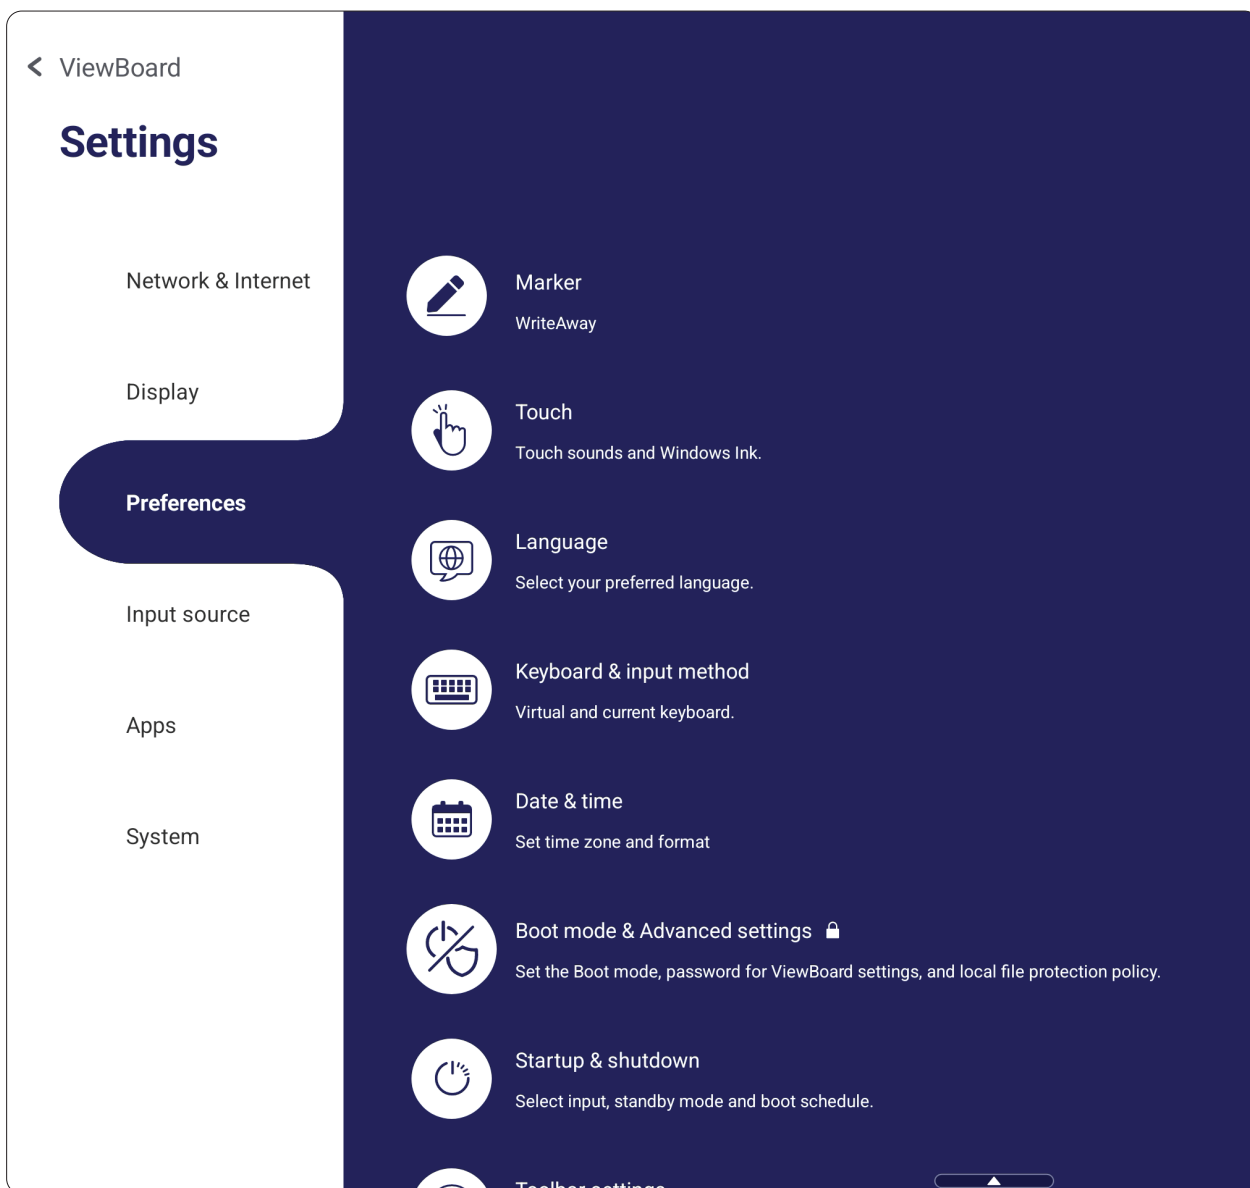 ViewBoard
Settings
Network & Internet
Display
Preferences
Input source
Apps
System
Marker
WriteAway
Touch
Touch sounds and Windows Ink.
Language
Select your preferred language.
Keyboard & input method
Virtual and current keyboard.
Date & time
Set time zone and format
Boot mode & Advanced settings
Set the Boot mode, password for ViewBoard settings, and local file protection policy.
Startup & shutdown
Select input, standby mode and boot schedule.
Toolbar settings